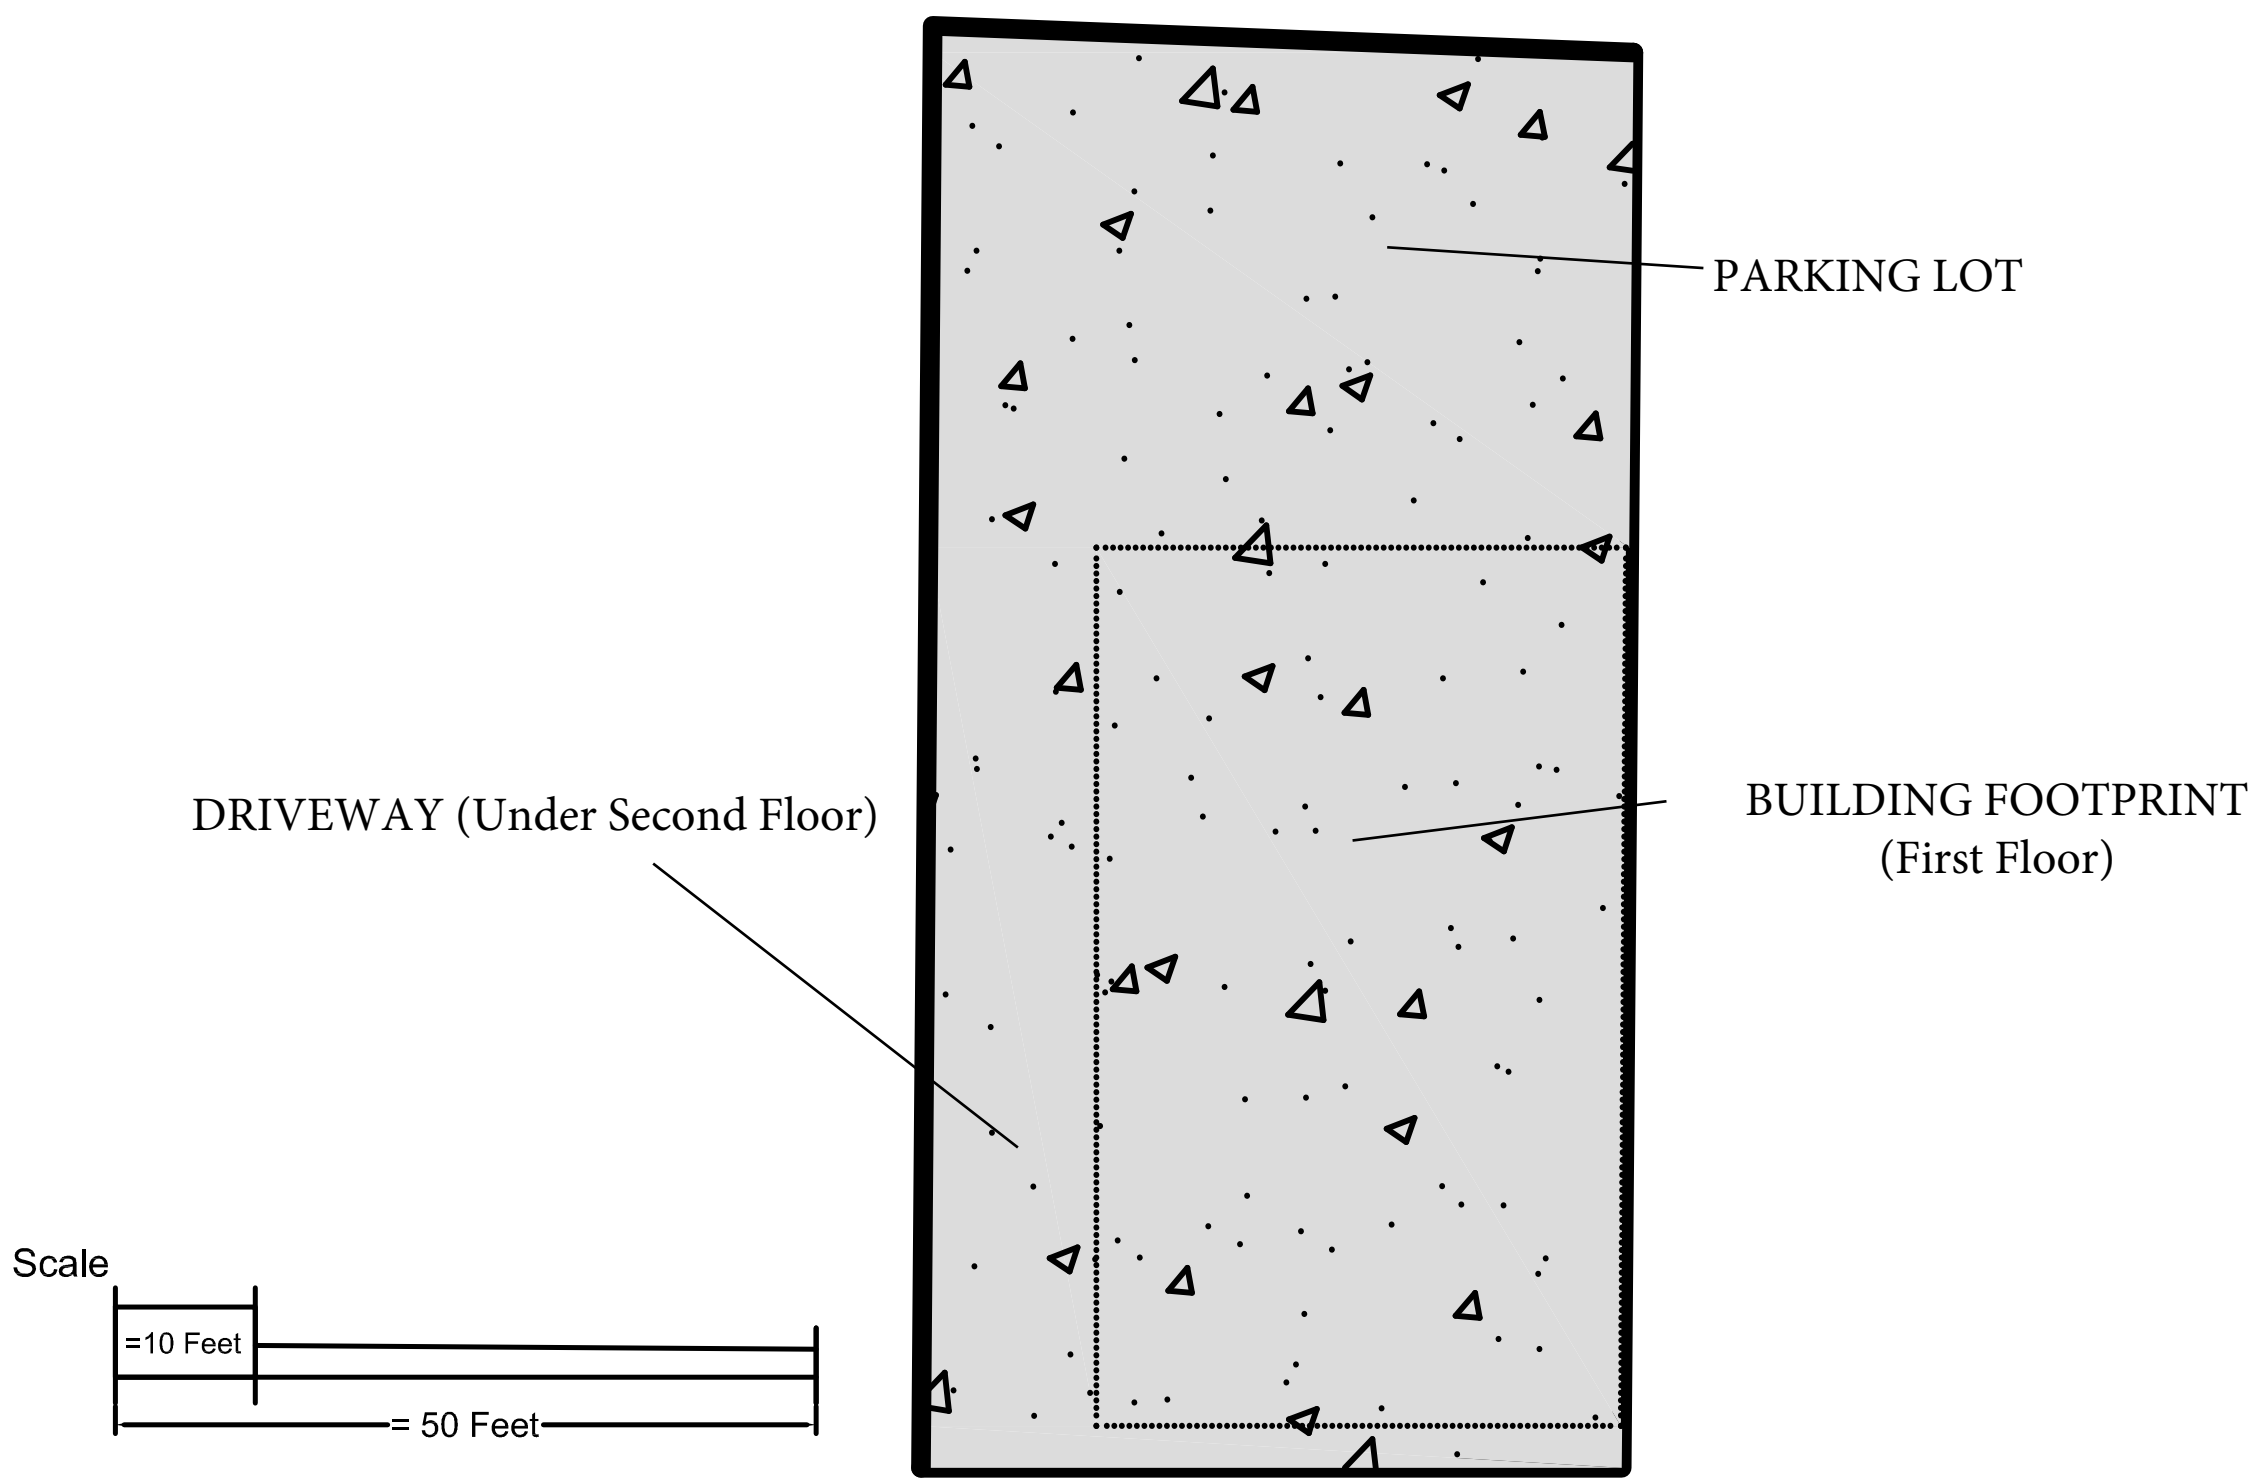 PARKING LOT
DRIVEWAY (Under Second Floor)
BUILDING FOOTPRINT
(First Floor)
Scale
=10 Feet
= 50 Feet